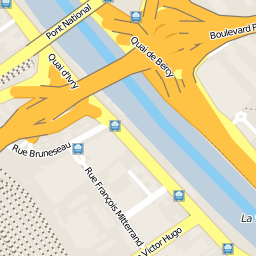 Pont National
Boulevard P
Quai d'Ivry
Quai de Bercy
Rue Bruneseau
Rue François Mitterrand
La
Victor Hugo